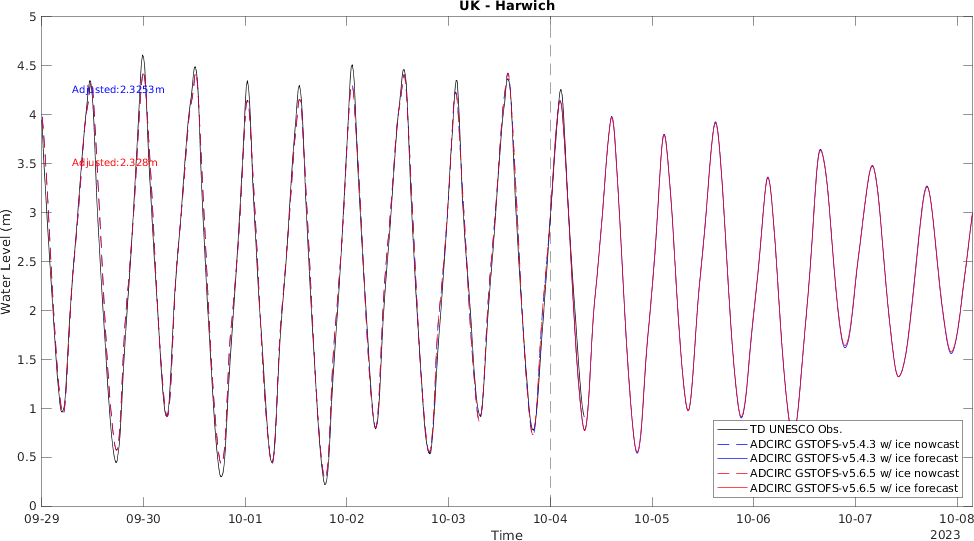 UK - Harwich
5
4.5
4
3.5
3
2.5
2
1.5
1
0.5
0
Water Level (m)
Adjusted:2.3253m
Adjusted:2.328m
TD UNESCO Obs.
ADCIRC GSTOFS-v5.4.3 w/ ice nowcast
ADCIRC GSTOFS-v5.4.3 w/ ice forecast
ADCIRC GSTOFS-v5.6.5 w/ ice nowcast
ADCIRC GSTOFS-v5.6.5 w/ ice forecast
09-29 09-30 10-01 10-02 10-03 10-04 10-05 10-06 10-07 10-08
Time
2023